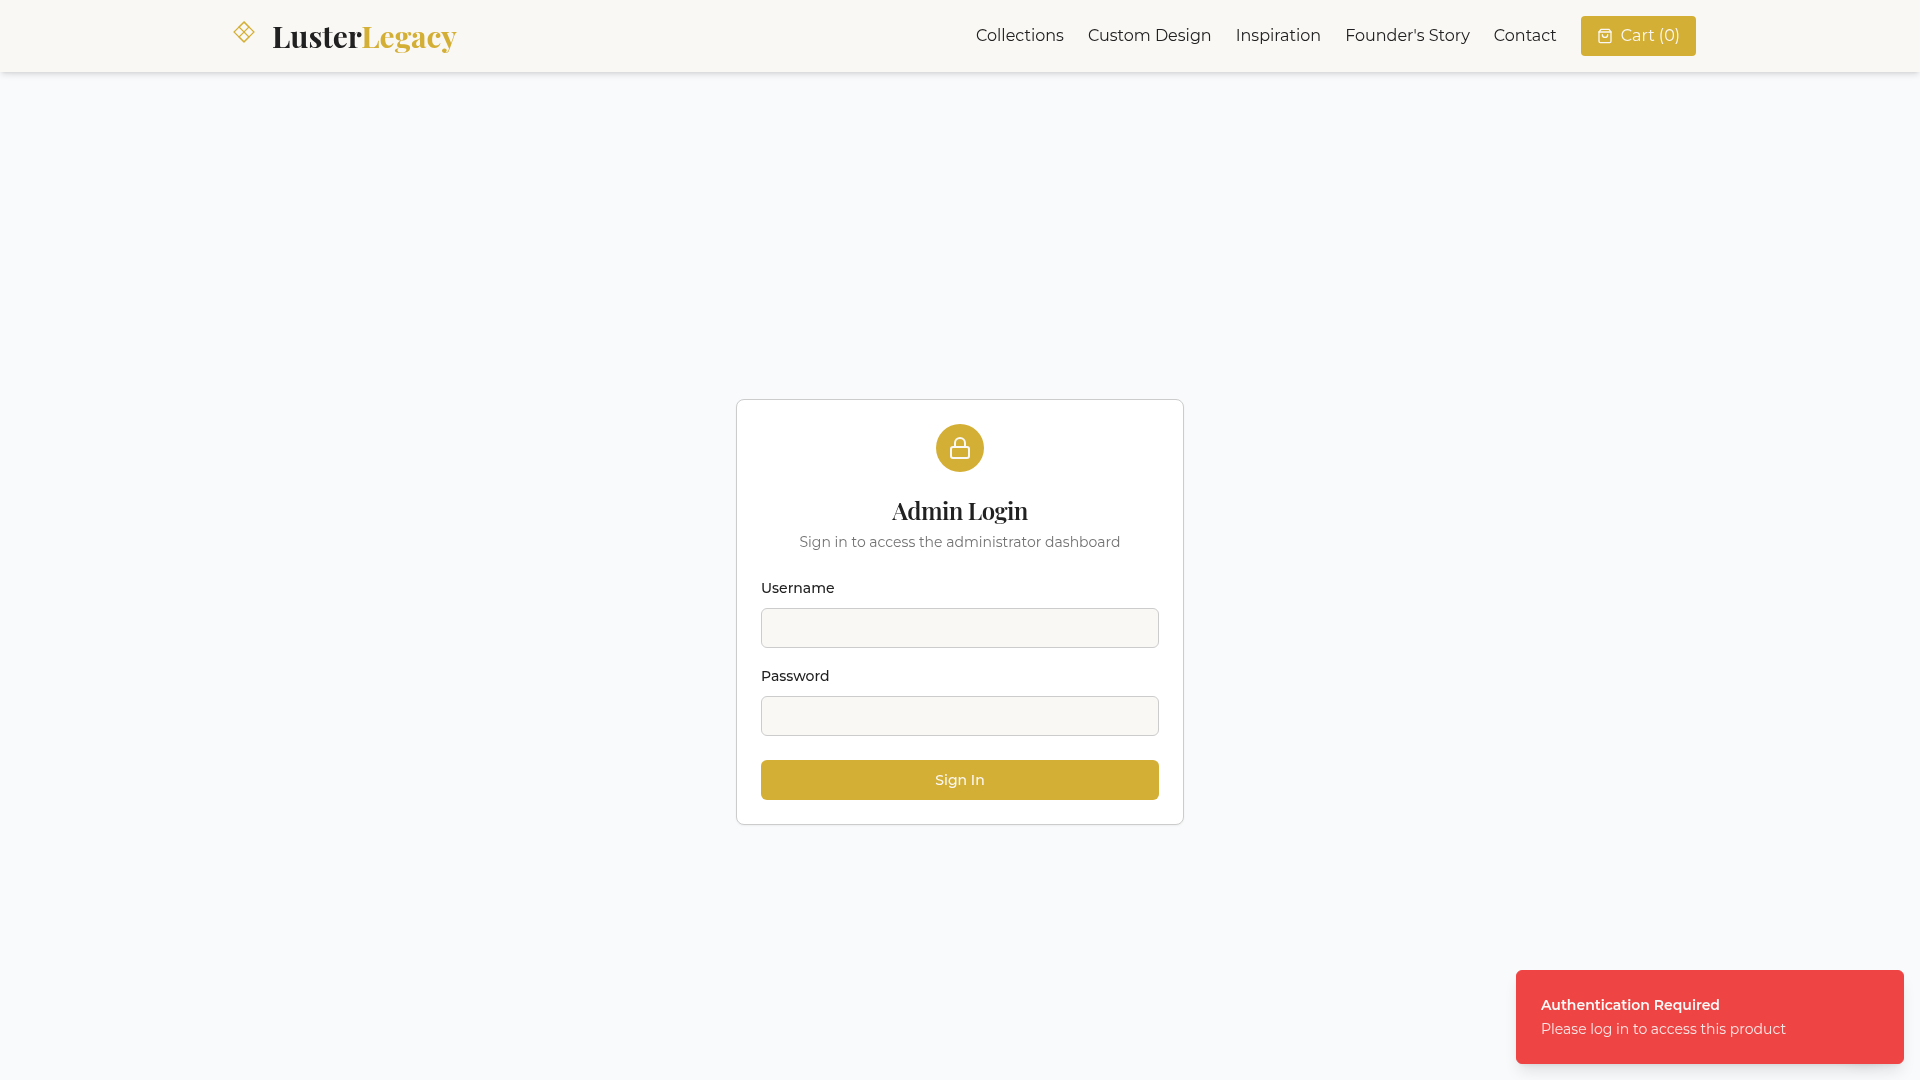 LusterLegacy
Collections
Custom Design
Inspiration
Founder's Story
Contact
Cart (0)
Admin Login
Sign in to access the administrator dashboard
Username
Password
Sign In
Authentication Required
Please log in to access this product